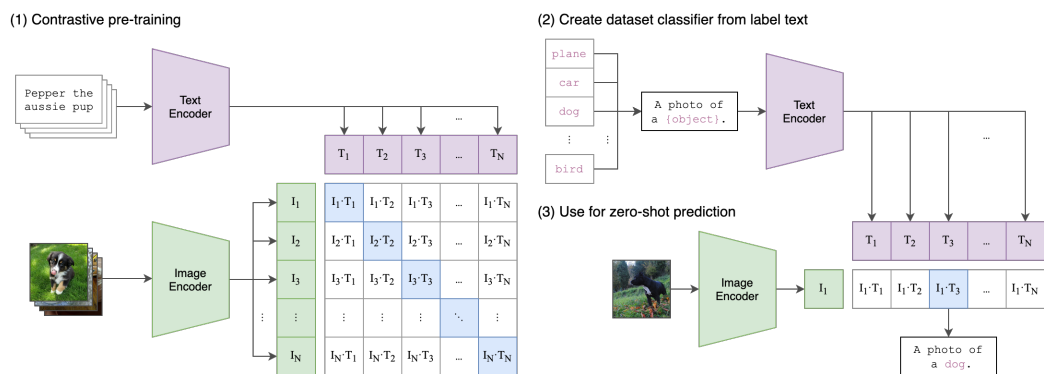 (1) Contrastive pre-training
Pepper the
aussie pup
Text
Encoder
...
T1 T2 T3 ... TN
I1 I1·T1 I1·T2 I1·T3 ... I1·TN
I2 I2·T1 I2·T2 I2·T3 ... I2·TN
Image
Encoder
I3 I3·T1 I3·T2 I3·T3 ... I3·TN
⋮ ⋮ ⋮ ⋮ ⋮ ⋱ ⋮
IN IN·T1 IN·T2 IN·T3 ... IN·TN
(2) Create dataset classifier from label text
plane
car
dog
⋮ ⋮
bird
A photo of
a {object}.
Text
Encoder
...
(3) Use for zero-shot prediction
T1 T2 T3 ... TN
Image
Encoder
I1 I1·T1 I1·T2 I1·T3 ... I1·TN
A photo of
a dog.